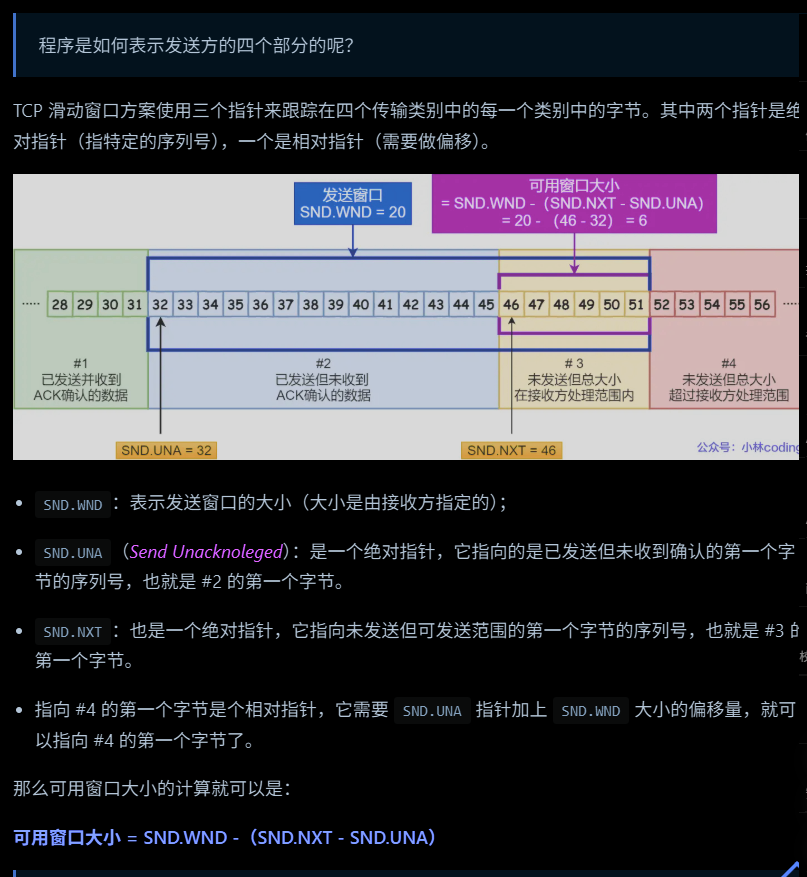 程序是如何表示发送方的四个部分的呢?
TCP 滑动窗口方案使用三个指针来跟踪在四个传输类别中的每一个类别中的字节。其中两个指针是绝
对指针（指特定的序列号），一个是相对指针（需要做偏移）。
发送窗口
SND.WND = 20
可用窗口大小
= SND.WND -（SND.NXT - SND.UNA）
= 20 - （46 - 32） = 6
..... 28 29 30 31 32 33 34 35 36 37 38 39 40 41 42 43 44 45 46 47 48 49 50 51 52 53 54 55 56 .....
#1
已发送并收到
ACK确认的数据
#2
已发送但未收到
ACK确认的数据
# 3
未发送但总大小
在接收方处理范围内
#4
未发送但总大小
超过接收方处理范围
SND.UNA = 32
SND.NXT = 46
公众号：小林coding
SND.WND ：表示发送窗口的大小（大小是由接收方指定的）；
SND.UNA （Send Unacknoleged）：是一个绝对指针，它指向的是已发送但未收到确认的第一个字
节的序列号，也就是 #2 的第一个字节。
SND.NXT ：也是一个绝对指针，它指向未发送但可发送范围的第一个字节的序列号，也就是 #3 的
第一个字节。
指向 #4 的第一个字节是个相对指针，它需要 SND.UNA 指针加上 SND.WND 大小的偏移量，就可
以指向 #4 的第一个字节了。
那么可用窗口大小的计算就可以是：
可用窗口大小 = SND.WND -（SND.NXT - SND.UNA）